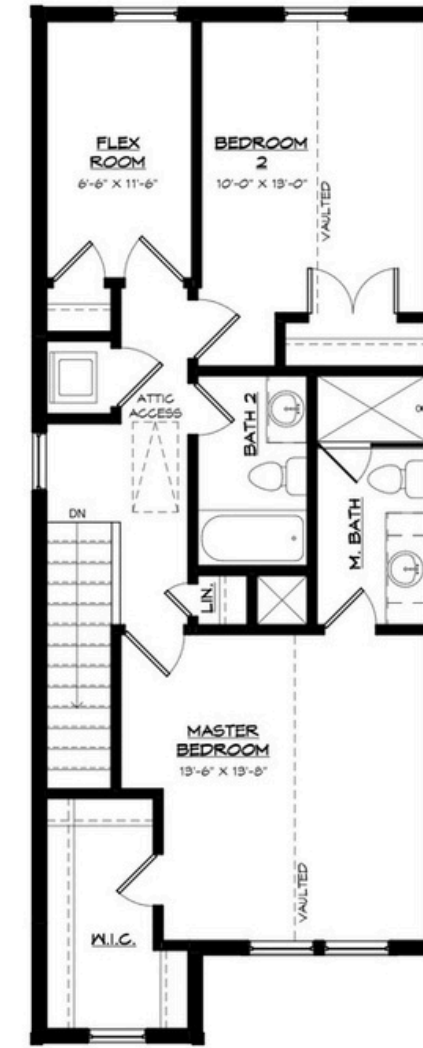 FLEX
ROOM
6'-6" X 11'-6"
BEDROOM
2
10'-0" X 13'-0"
VAULTED
ATTIC
ACCESS
BATH 2
M. BATH
DN
LIN.
MASTER
BEDROOM
13'-6" X 13'-8"
VAULTED
W.I.C.